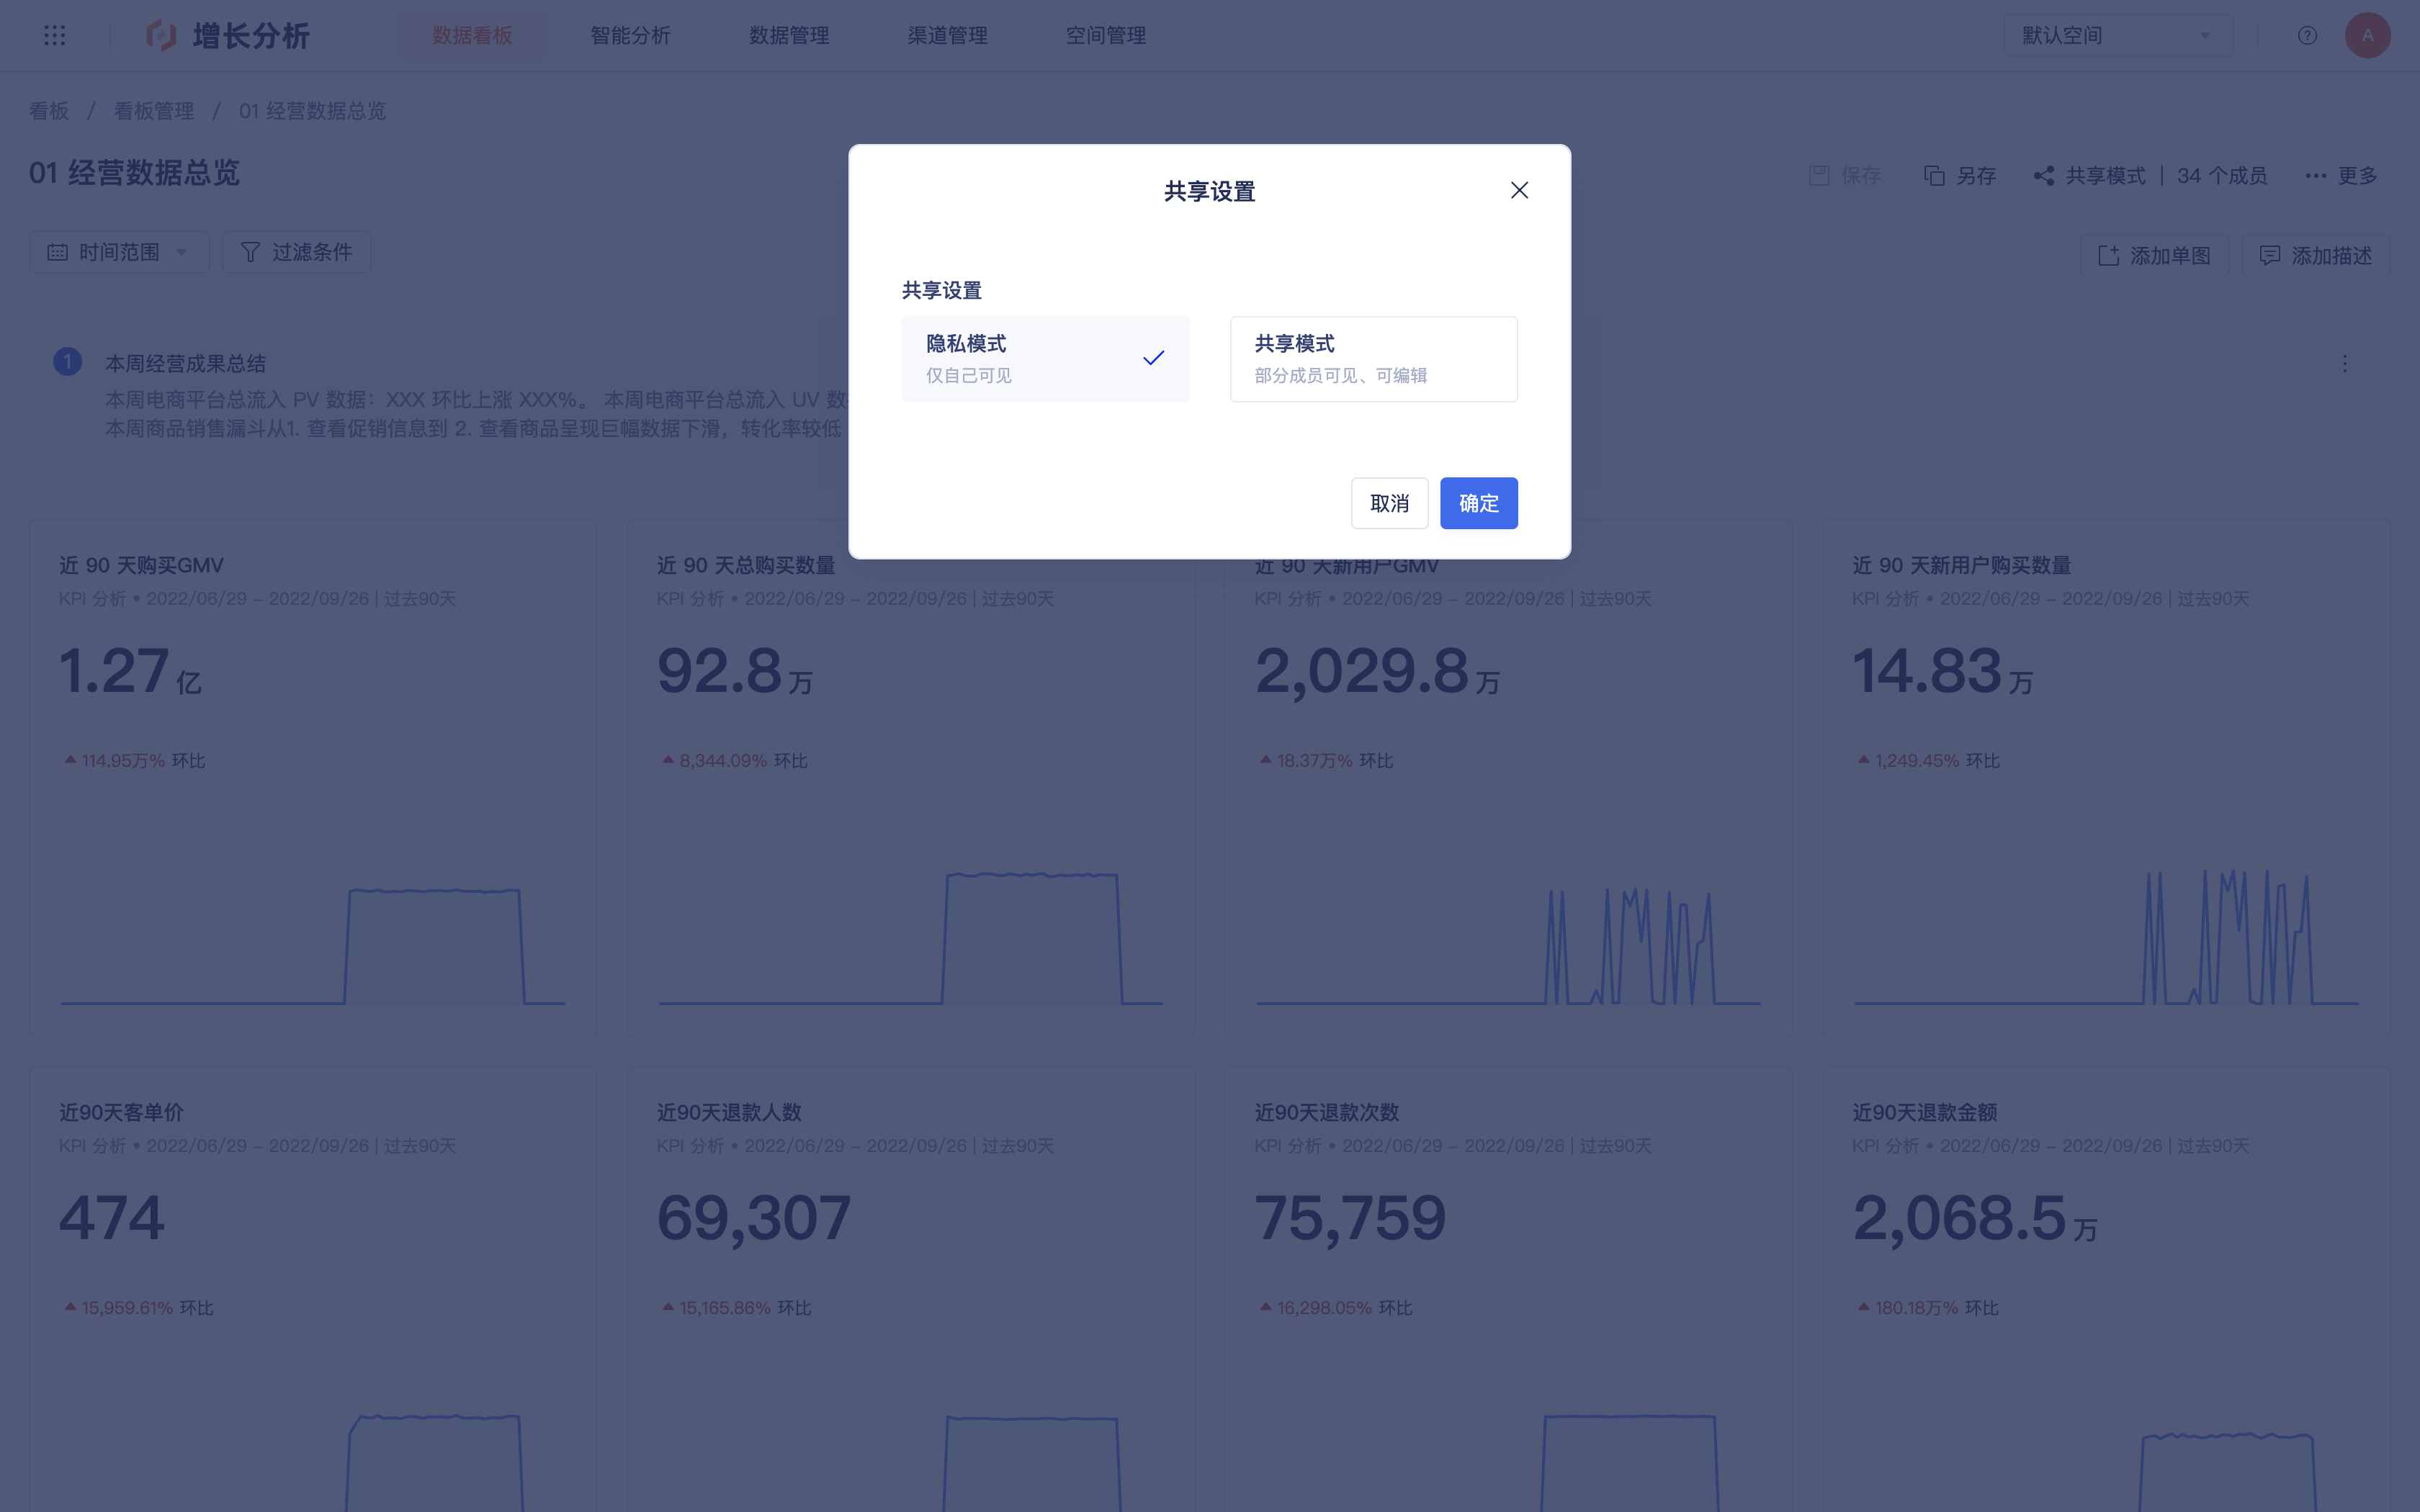 增长分析
数据看板
智能分析
数据管理
渠道管理
空间管理
默认空间
A
看板 / 看板管理 / 01 经营数据总览
01 经营数据总览
保存
另存
共享模式 | 34 个成员
更多
时间范围
过滤条件
添加单图
添加描述
共享设置
共享设置
隐私模式
仅自己可见
共享模式
部分成员可见、可编辑
取消
确定
1
本周经营成果总结
本周电商平台总流入 PV 数据：XXX 环比上涨 XXX%。 本周电商平台总流入 UV 数
本周商品销售漏斗从1. 查看促销信息到 2. 查看商品呈现巨幅数据下滑，转化率较低
近 90 天购买GMV
KPI 分析 • 2022/06/29 – 2022/09/26 | 过去90天
1.27 亿
114.95万% 环比
近 90 天总购买数量
KPI 分析 • 2022/06/29 – 2022/09/26 | 过去90天
92.8 万
8,344.09% 环比
近 90 天新用户GMV
KPI 分析 • 2022/06/29 – 2022/09/26 | 过去90天
2,029.8 万
18.37万% 环比
近 90 天新用户购买数量
KPI 分析 • 2022/06/29 – 2022/09/26 | 过去90天
14.83 万
1,249.45% 环比
近90天客单价
KPI 分析 • 2022/06/29 – 2022/09/26 | 过去90天
474
15,959.61% 环比
近90天退款人数
KPI 分析 • 2022/06/29 – 2022/09/26 | 过去90天
69,307
15,165.86% 环比
近90天退款次数
KPI 分析 • 2022/06/29 – 2022/09/26 | 过去90天
75,759
16,298.05% 环比
近90天退款金额
KPI 分析 • 2022/06/29 – 2022/09/26 | 过去90天
2,068.5 万
180.18万% 环比